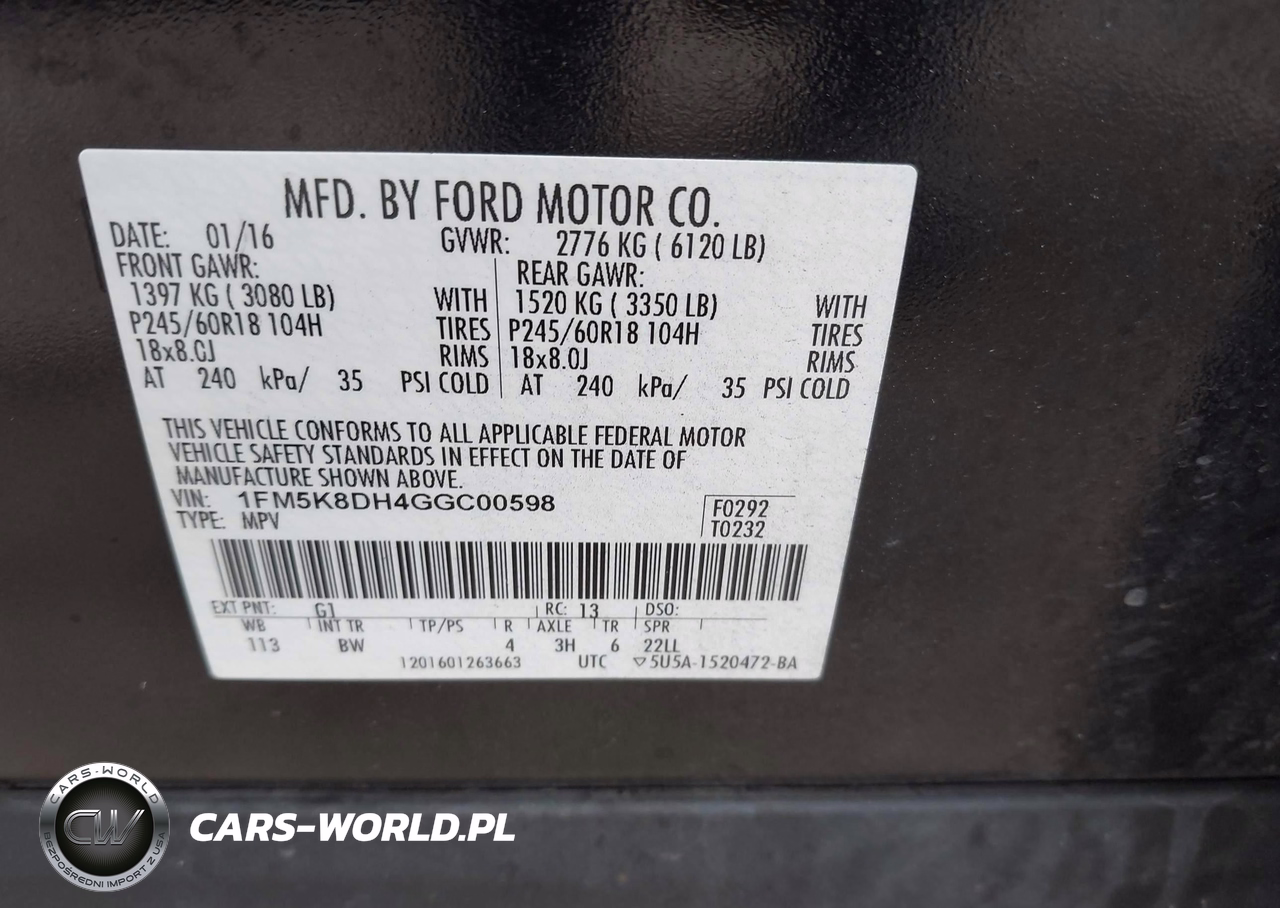 MFD. BY FORD MOTOR CO.
DATE: 01/16 GVWR: 2776 KG ( 6120 LB)
FRONT GAWR: REAR GAWR:
1397 KG ( 3080 LB) WITH 1520 KG ( 3350 LB) WITH
P245/60R18 104H TIRES P245/60R18 104H TIRES
18x8.0J RIMS 18x8.0J RIMS
AT 240 kPa/ 35 PSI COLD AT 240 kPa/ 35 PSI COLD
THIS VEHICLE CONFORMS TO ALL APPLICABLE FEDERAL MOTOR
VEHICLE SAFETY STANDARDS IN EFFECT ON THE DATE OF
MANUFACTURE SHOWN ABOVE.
VIN: 1FM5K8DH4GGC00598 F0292
TYPE: MPV T0232
EXT PNT: G1 RC: 13 DSO:
WB INT TR TP/PS R AXLE TR SPR
113 BW 4 3H 6 22LL
1201601263663 UTC ▽5U5A-1520472-BA
CARS-WORLD
CW
BEZPOŚREDNI IMPORT Z USA
CARS-WORLD.PL